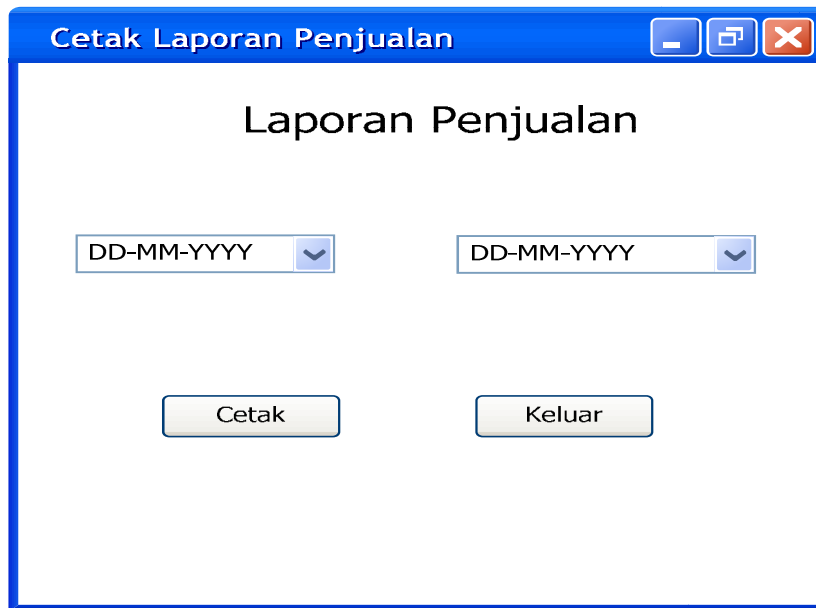 Cetak Laporan Penjualan
Laporan Penjualan
DD-MM-YYYY DD-MM-YYYY
Cetak Keluar